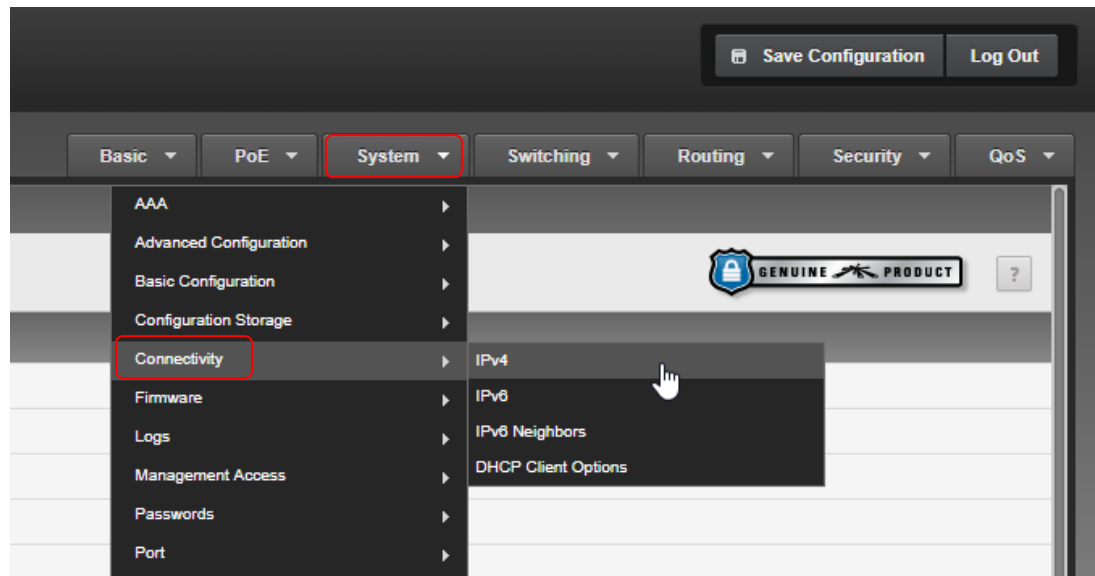 Save Configuration Log Out
Basic PoE System Switching Routing Security QoS
AAA
Advanced Configuration
Basic Configuration
GENUINE PRODUCT ?
Configuration Storage
Connectivity
IPv4
Firmware
IPv6
Logs
IPv6 Neighbors
Management Access
DHCP Client Options
Passwords
Port